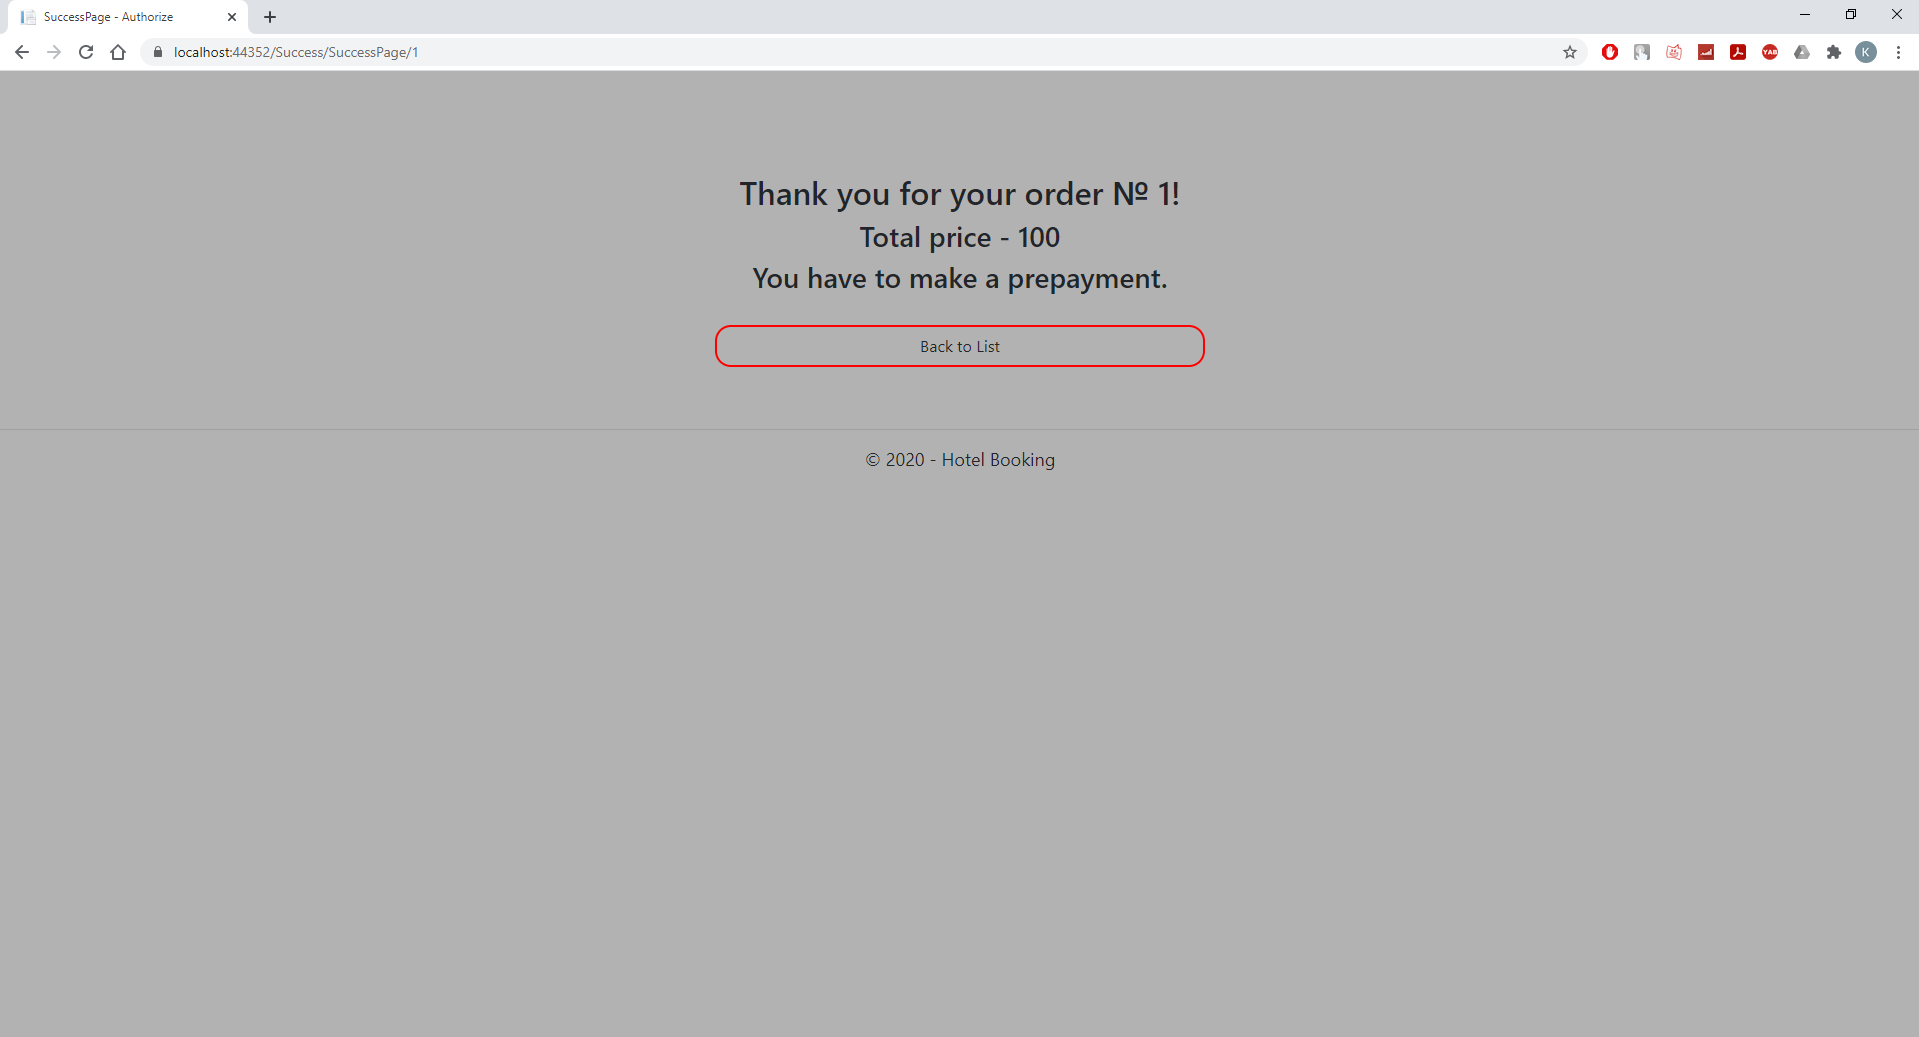 SuccessPage - Authorize
localhost:44352/Success/SuccessPage/1
YAB
K
Thank you for your order № 1!
Total price - 100
You have to make a prepayment.
Back to List
© 2020 - Hotel Booking